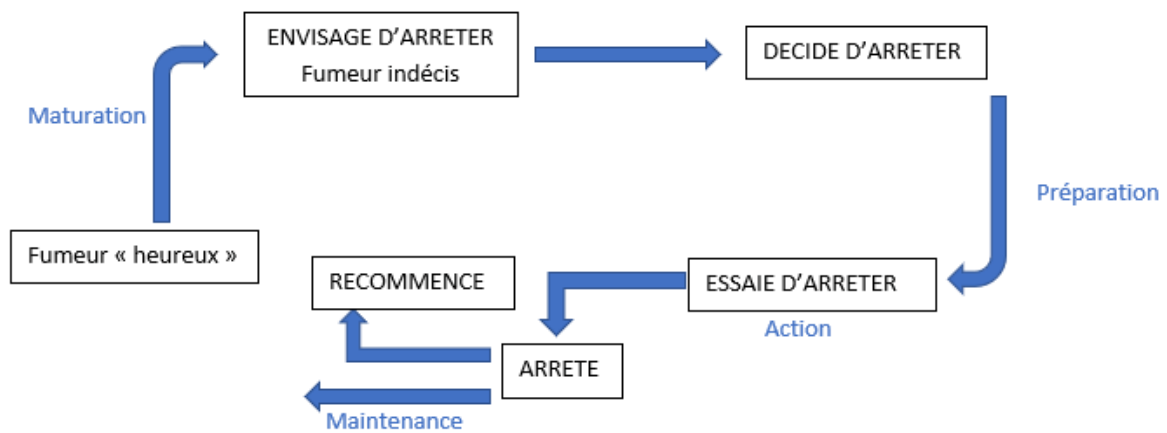 ENVISAGE D’ARRETER
Fumeur indécis
DECIDE D’ARRETER
Maturation
Préparation
Fumeur « heureux »
RECOMMENCE
ESSAIE D’ARRETER
Action
ARRETE
Maintenance